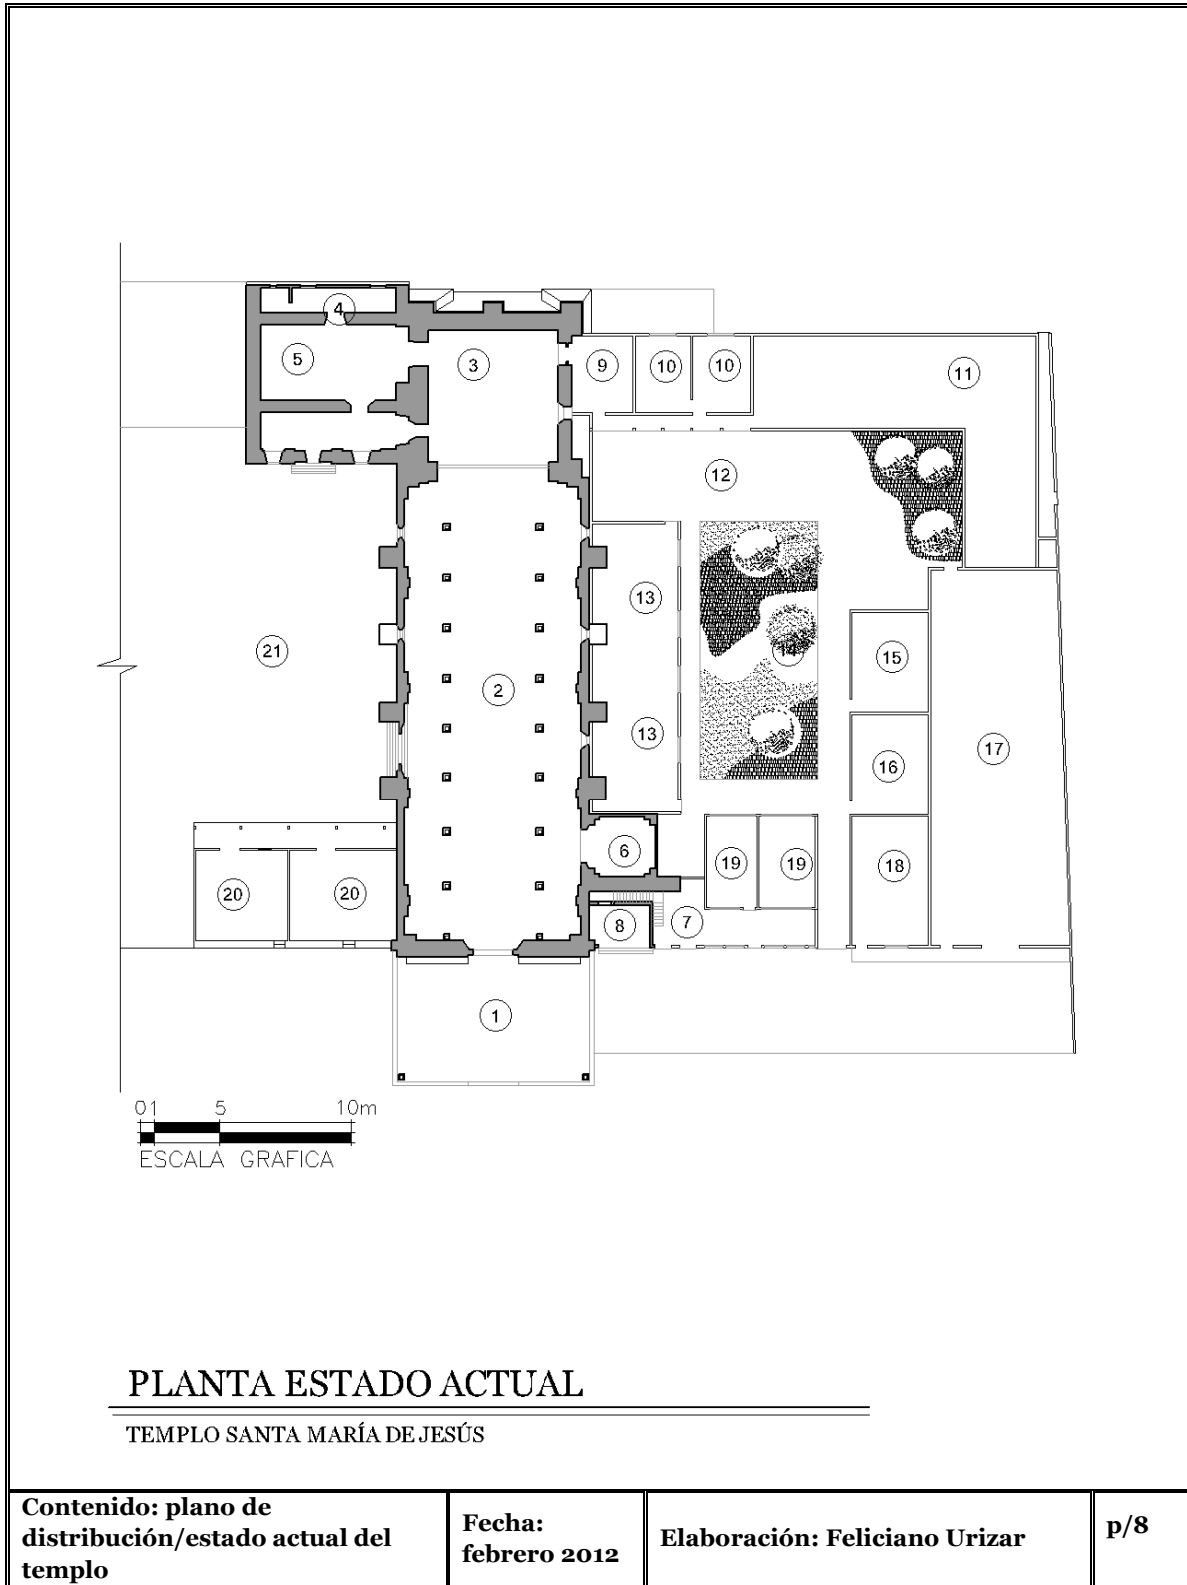 4
5
3
9
10
10
11
12
13
21
15
2
13
16
17
6
19
19
18
20
20
8
7
1
01 5 10m
ESCALA GRAFICA
PLANTA ESTADO ACTUAL
TEMPLO SANTA MARÍA DE JESÚS
Contenido: plano de
distribución/estado actual del
templo
Fecha:
febrero 2012
Elaboración: Feliciano Urizar
p/8